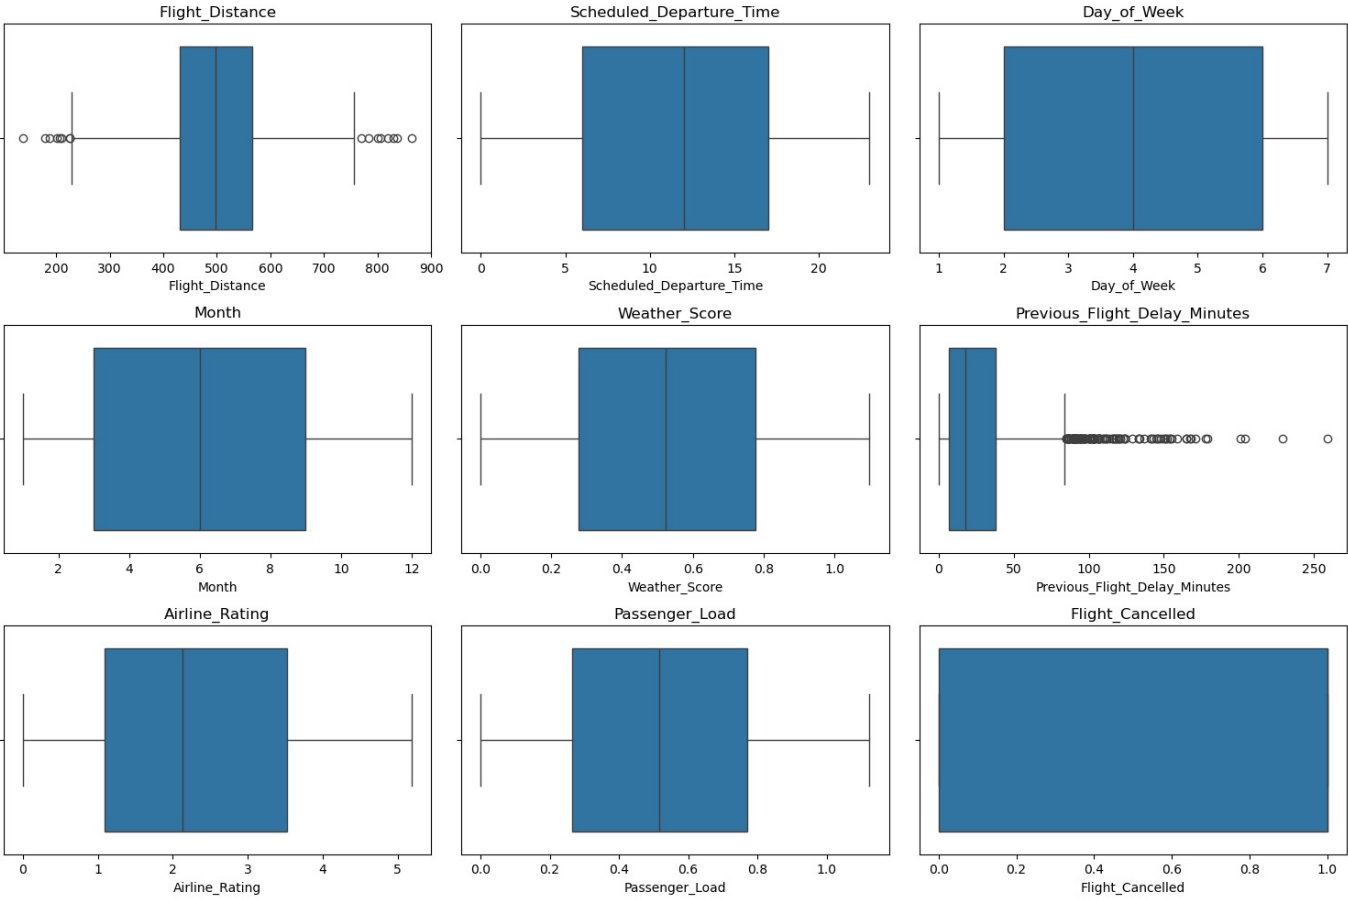 Flight_Distance Scheduled_Departure_Time Day_of_Week
200 300 400 500 600 700 800 900 0 5 10 15 20 1 2 3 4 5 6 7
Flight_Distance Scheduled_Departure_Time Day_of_Week
Month Weather_Score Previous_Flight_Delay_Minutes
2 4 6 8 10 12 0.0 0.2 0.4 0.6 0.8 1.0 0 50 100 150 200 250
Month Weather_Score Previous_Flight_Delay_Minutes
Airline_Rating Passenger_Load Flight_Cancelled
0 1 2 3 4 5 0.0 0.2 0.4 0.6 0.8 1.0 0.0 0.2 0.4 0.6 0.8 1.0
Airline_Rating Passenger_Load Flight_Cancelled